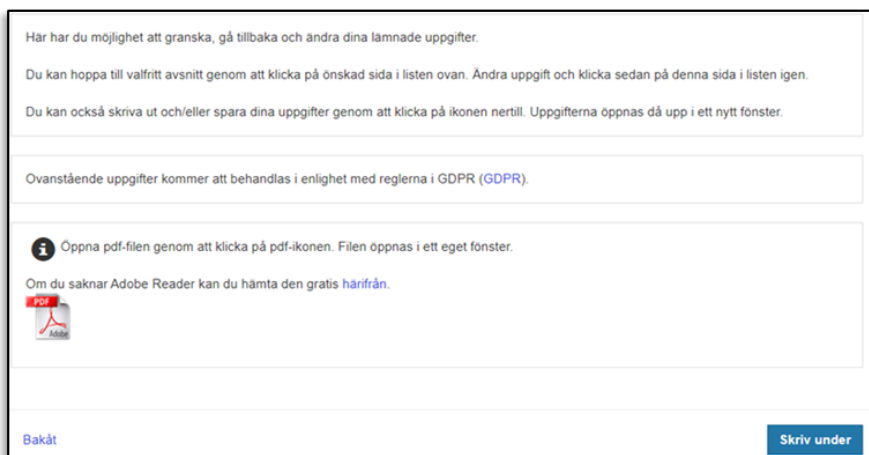 Här har du möjlighet att granska, gå tillbaka och ändra dina lämnade uppgifter.
Du kan hoppa till valfritt avsnitt genom att klicka på önskad sida i listen ovan. Ändra uppgift och klicka sedan på denna sida i listen igen.
Du kan också skriva ut och/eller spara dina uppgifter genom att klicka på ikonen nertill. Uppgifterna öppnas då upp i ett nytt fönster.
Ovanstående uppgifter kommer att behandlas i enlighet med reglerna i GDPR (GDPR).
Öppna pdf-filen genom att klicka på pdf-ikonen. Filen öppnas i ett eget fönster.
Om du saknar Adobe Reader kan du hämta den gratis härifrån.
PDF
Adobe
Bakåt
Skriv under